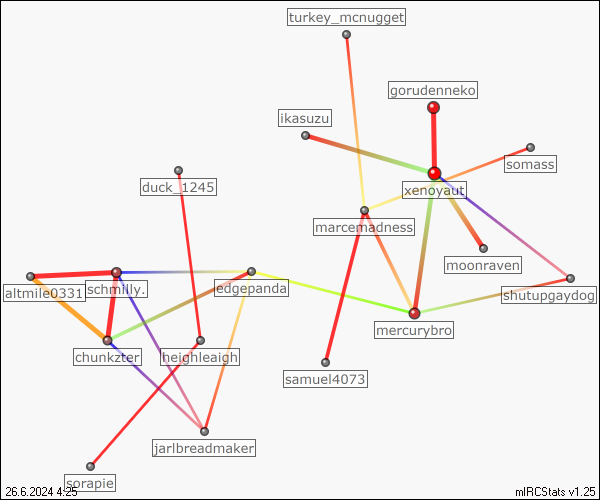 turkey_mcnugget
gorudenneko
ikasuzu
somass
duck_1245
xenoyaut
marcemadness
moonraven
altmile0331
schmilly.
edgepanda
shutupgaydog
mercurybro
chunkzter
heighleaigh
samuel4073
jarlbreadmaker
sorapie
26.6.2024 4:25
mIRCStats v1.25